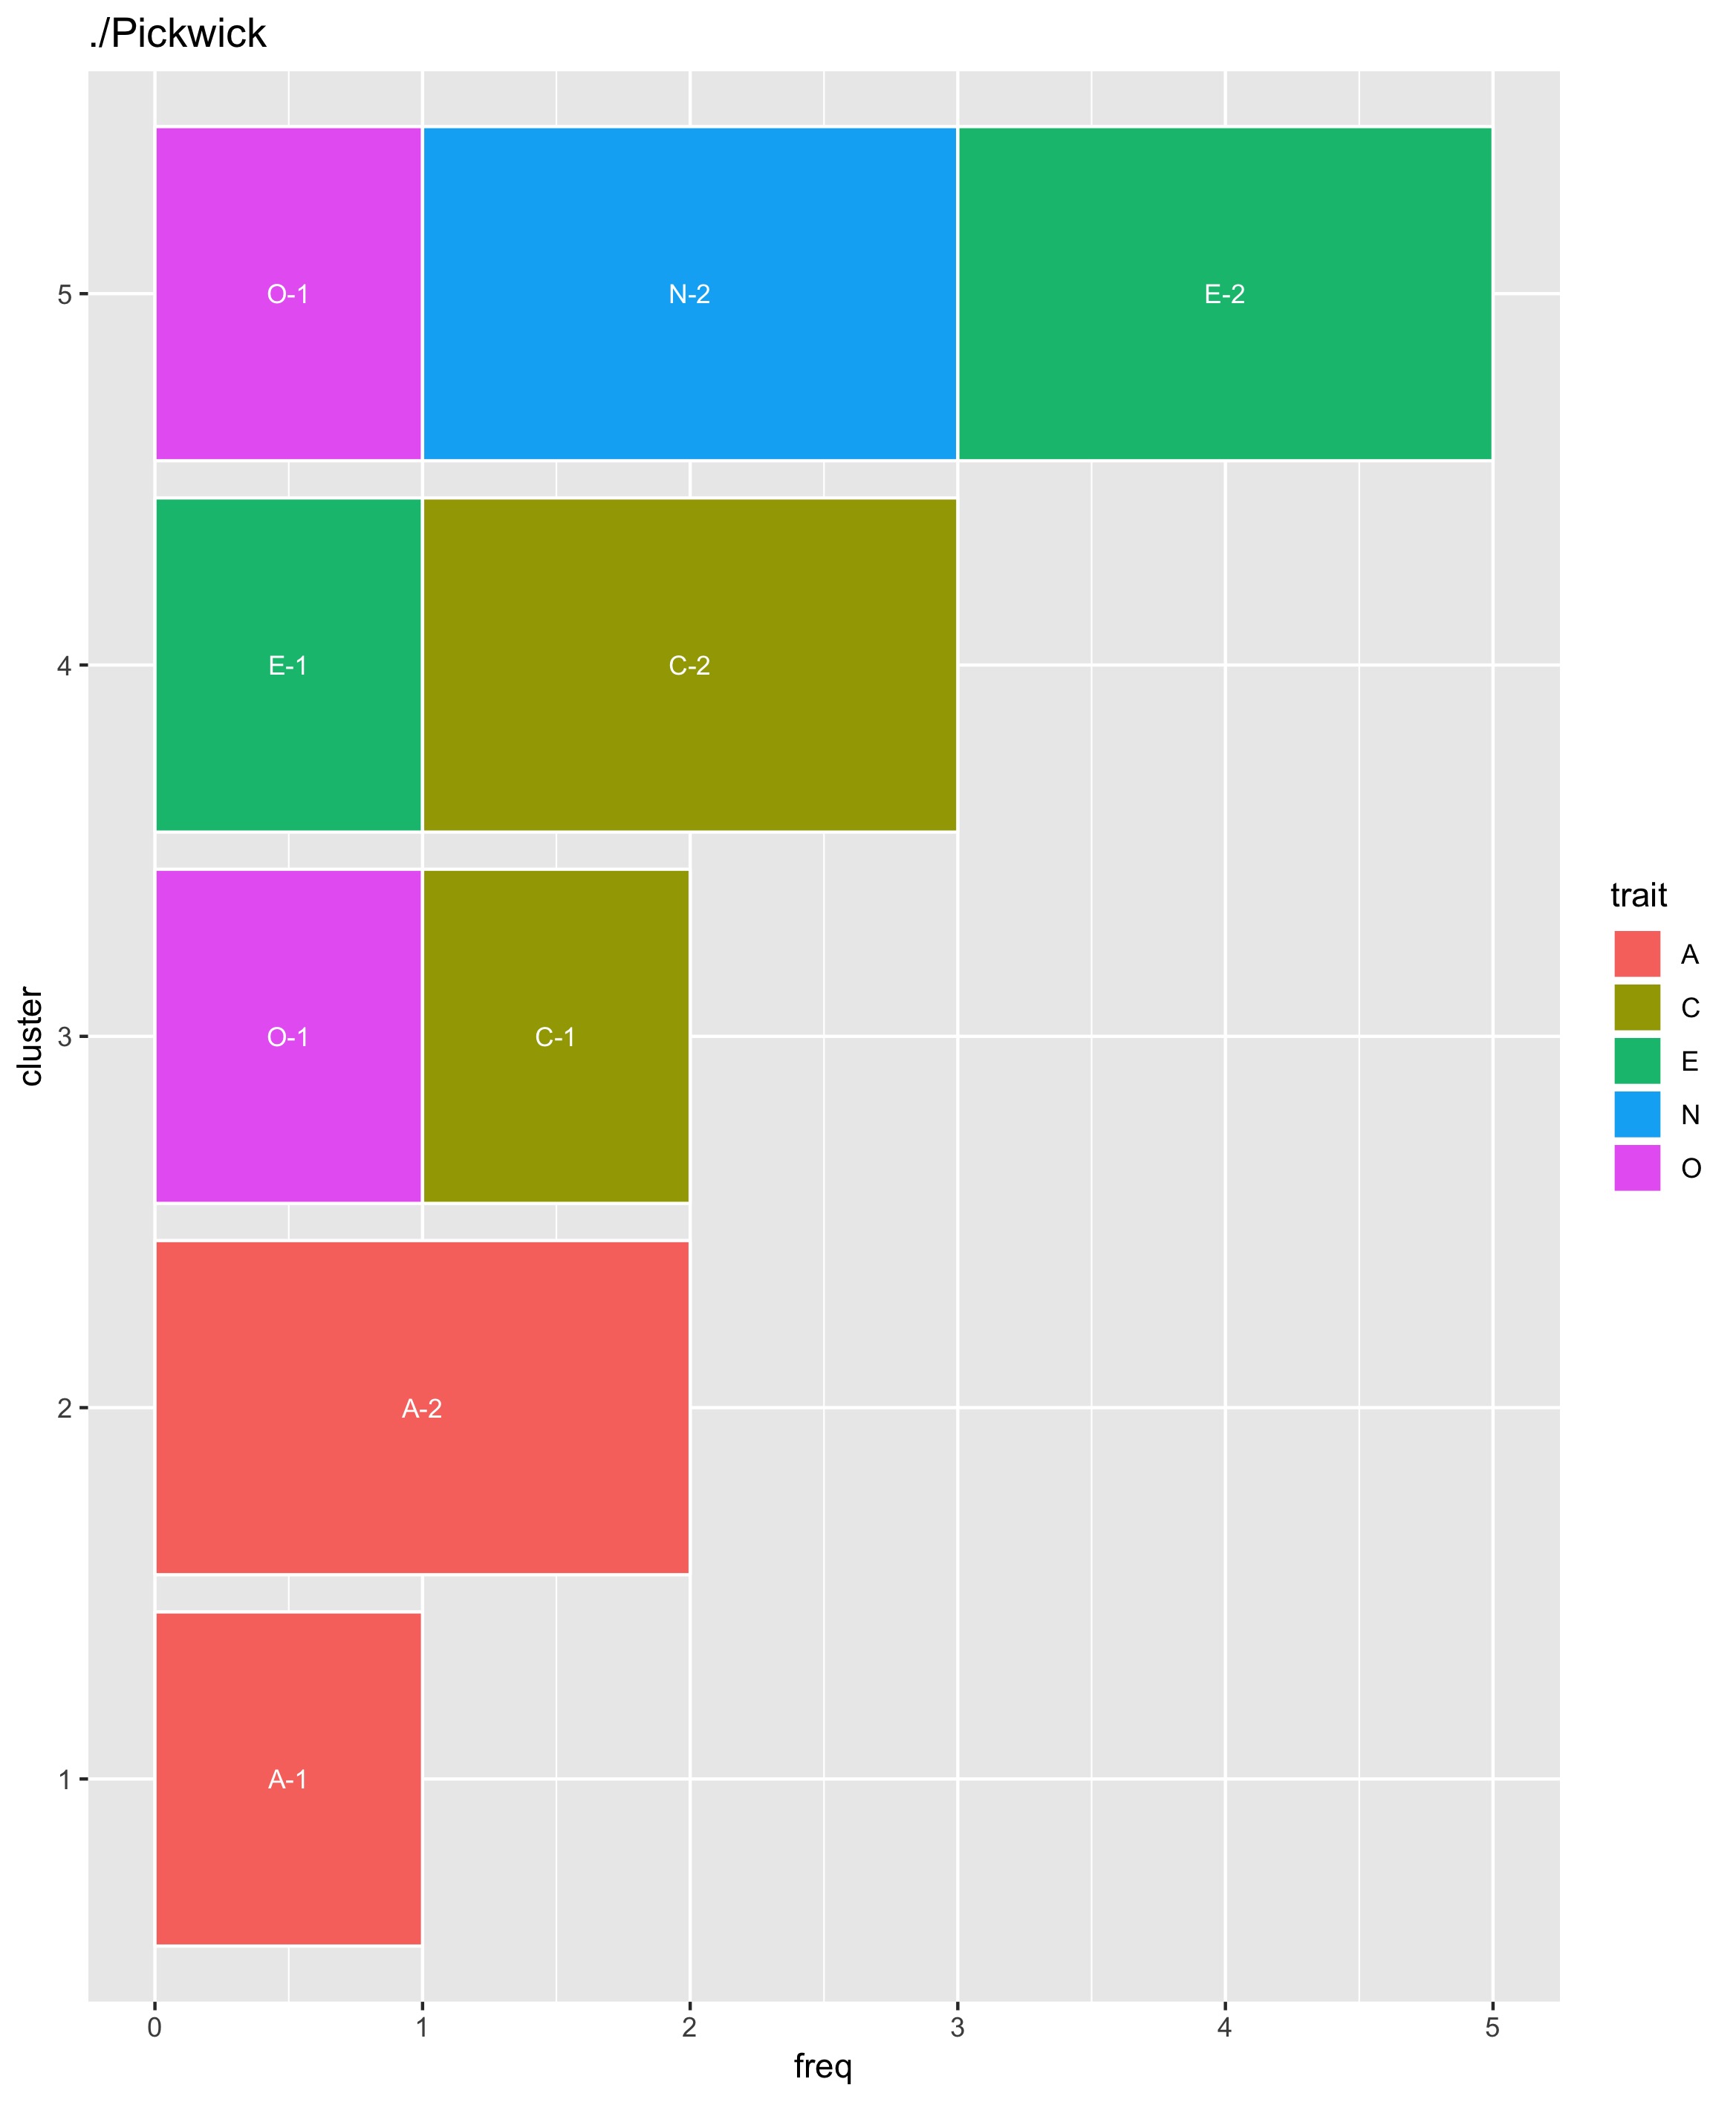 ./Pickwick
5
O-1
N-2
E-2
4
E-1
C-2
3
O-1
C-1
2
A-2
1
A-1
0 1 2 3 4 5
freq
cluster
trait
A
C
E
N
O